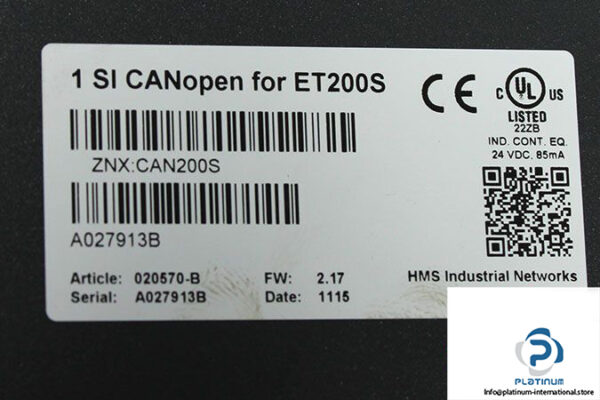 1 SI CANopen for ET200S
ZNX:CAN200S
A027913B
Article: 020570-B FW: 2.17
Serial: A027913B Date: 1115
CE
C UL US
LISTED
22ZB
IND. CONT. EQ.
24 VDC, 85mA
HMS Industrial Networks
PLATINUM
Info@platinum-international.store